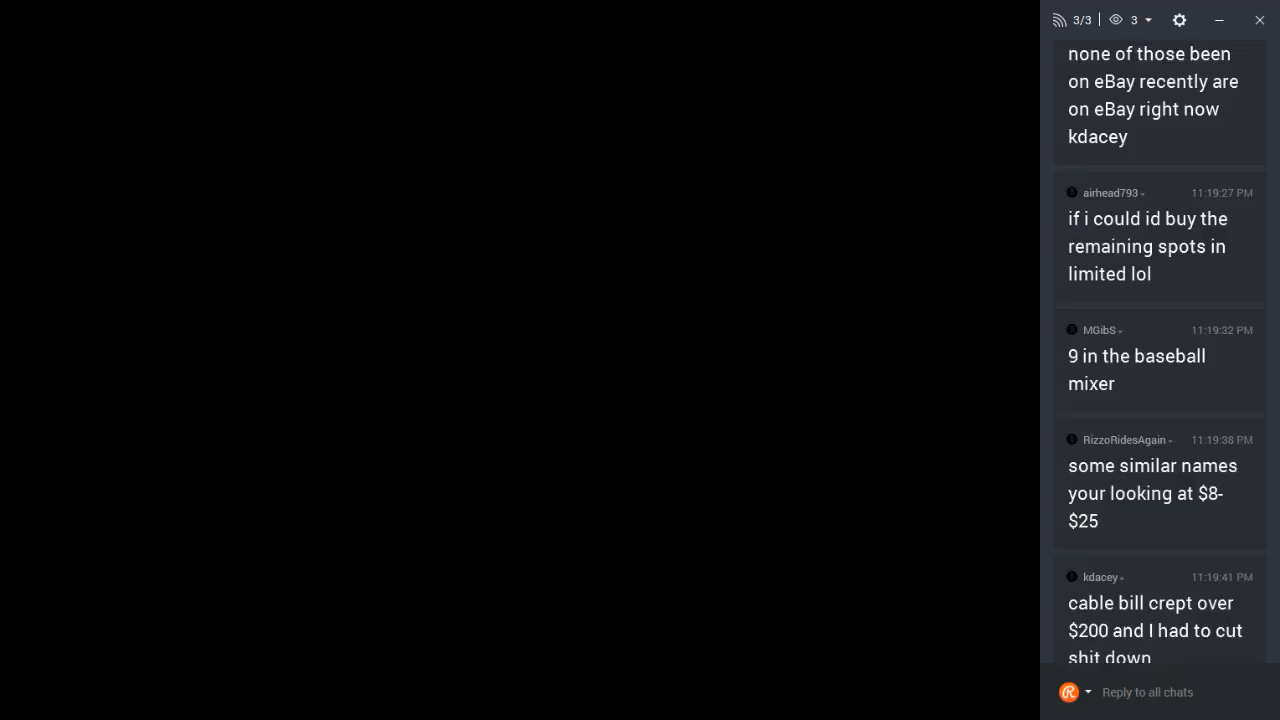 3/3
3
none of those been
on eBay recently are
on eBay right now
kdacey
airhead793 11:19:27 PM
if i could id buy the
remaining spots in
limited lol
MGibS 11:19:32 PM
9 in the baseball
mixer
RizzoRidesAgain 11:19:38 PM
some similar names
your looking at $8-
$25
kdacey 11:19:41 PM
cable bill crept over
$200 and I had to cut
shit down
Reply to all chats